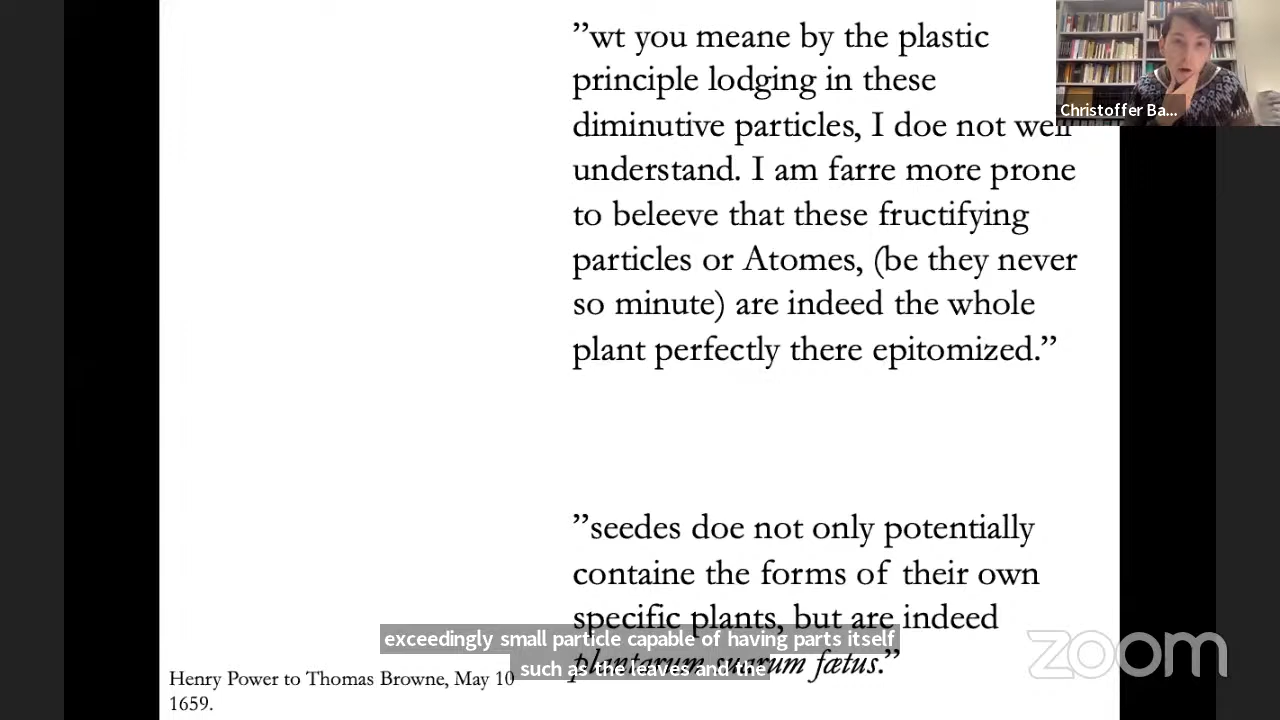 ”wt you meane by the plastic
principle lodging in these
diminutive particles, I doe not well
understand. I am farre more prone
to beleeve that these fructifying
particles or Atomes, (be they never
so minute) are indeed the whole
plant perfectly there epitomized.”
Christoffer Ba...
”seedes doe not only potentially
containe the forms of their own
specific plants, but are indeed
plantarum suarum fœtus.”
exceedingly small particle capable of having parts itself
such as the leaves and the
Henry Power to Thomas Browne, May 10
1659.
zoom